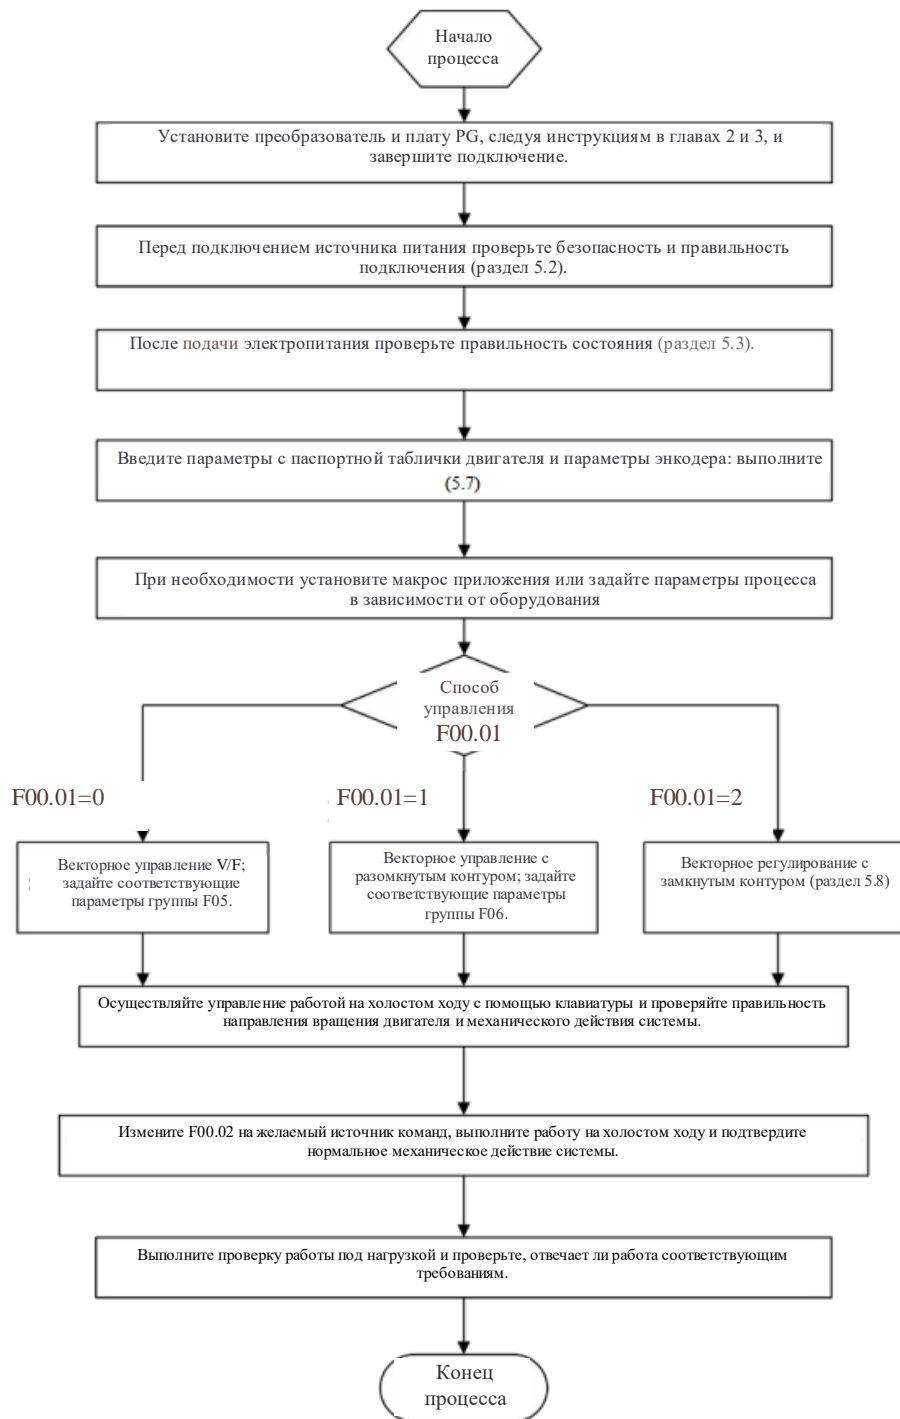 Начало
процесса
Установите преобразователь и плату PG, следуя инструкциям в главах 2 и 3, и
завершите подключение.
Перед подключением источника питания проверьте безопасность и правильность
подключения (раздел 5.2).
После подачи электропитания проверьте правильность состояния (раздел 5.3).
Введите параметры с паспортной таблички двигателя и параметры энкодера: выполните
(5.7)
При необходимости установите макрос приложения или задайте параметры процесса
в зависимости от оборудования
Способ
управления
F00.01
F00.01=0
F00.01=1
F00.01=2
Векторное управление V/F;
задайте соответствующие
параметры группы F05.
Векторное управление с
разомкнутым контуром; задайте
соответствующие параметры
группы F06.
Векторное регулирование с
замкнутым контуром (раздел 5.8)
Осуществляйте управление работой на холостом ходу с помощью клавиатуры и проверяйте правильность
направления вращения двигателя и механического действия системы.
Измените F00.02 на желаемый источник команд, выполните работу на холостом ходу и подтвердите
нормальное механическое действие системы.
Выполните проверку работы под нагрузкой и проверьте, отвечает ли работа соответствующим
требованиям.
Конец
процесса